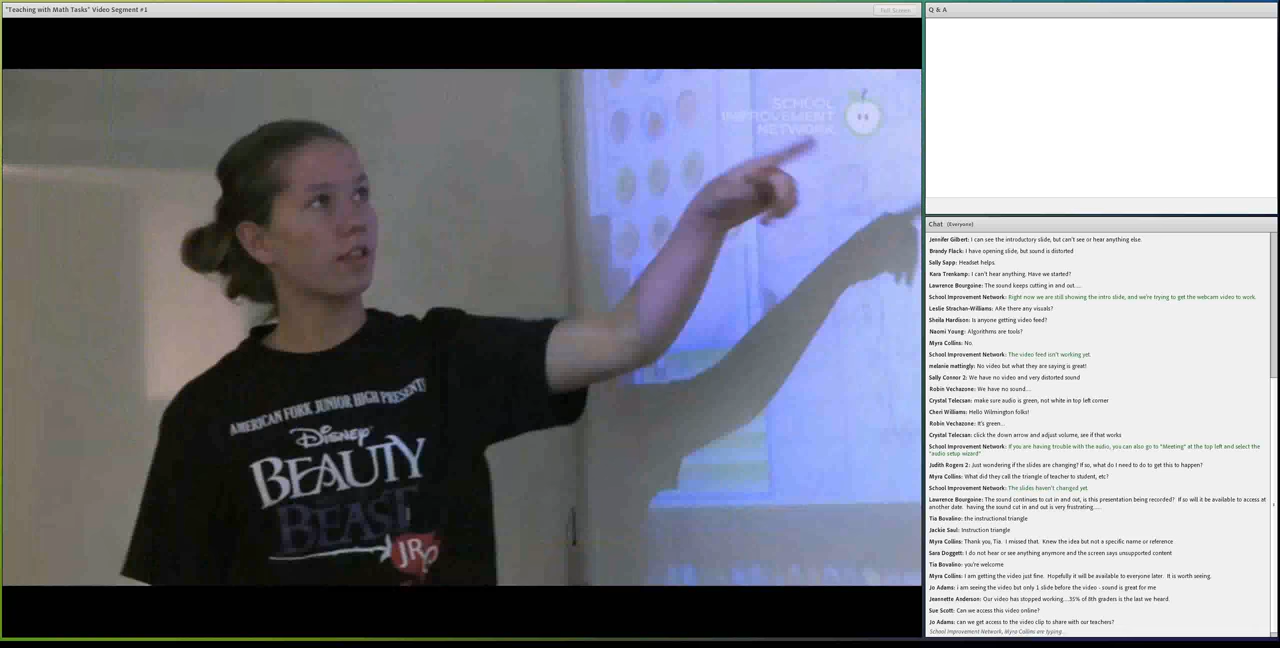 "Teaching with Math Tasks" Video Segment #1
Full Screen
SCHOOL
IMPROVEMENT
NETWORK
AMERICAN FORK JUNIOR HIGH PRESENTS
Disney
BEAUTY
JR
Q & A
Chat (Everyone)
Jennifer Gilbert: I can see the introductory slide, but can't see or hear anything else.
Brandy Flack: I have opening slide, but sound is distorted
Sally Sapp: Headset helps.
Kara Trenkamp: I can't hear anything. Have we started?
Lawrence Bourgoine: The sound keeps cutting in and out.....
School Improvement Network: Right now we are still showing the intro slide, and we're trying to get the webcam video to work.
Leslie Strachan-Williams: ARe there any visuals?
Sheila Hardison: Is anyone getting video feed?
Naomi Young: Algorithms are tools?
Myra Collins: No.
School Improvement Network: The video feed isn't working yet.
melanie mattingly: No video but what they are saying is great!
Sally Connor 2: We have no video and very distorted sound
Robin Vechazone: We have no sound....
Crystal Telecsan: make sure audio is green, not white in top left corner
Cheri Williams: Hello Wilmington folks!
Robin Vechazone: It's green...
Crystal Telecsan: click the down arrow and adjust volume, see if that works
School Improvement Network: If you are having trouble with the audio, you can also go to "Meeting" at the top left and select the
"audio setup wizard"
Judith Rogers 2: Just wondering if the slides are changing? If so, what do I need to do to get this to happen?
Myra Collins: What did they call the triangle of teacher to student, etc?
School Improvement Network: The slides haven't changed yet.
Lawrence Bourgoine: The sound continues to cut in and out, is this presentation being recorded? If so will it be available to access at
another date. having the sound cut in and out is very frustrating.....
Tia Bovalino: the instructional triangle
Jackie Saul: Instruction triangle
Myra Collins: Thank you, Tia. I missed that. Knew the idea but not a specific name or reference
Sara Doggett: I do not hear or see anything anymore and the screen says unsupported content
Tia Bovalino: you're welcome
Myra Collins: I am getting the video just fine. Hopefully it will be available to everyone later. It is worth seeing.
Jo Adams: i am seeing the video but only 1 slide before the video - sound is great for me
Jeannette Anderson: Our video has stopped working....35% of 8th graders is the last we heard.
Sue Scott: Can we access this video online?
Jo Adams: can we get access to the video clip to share with our teachers?
School Improvement Network, Myra Collins are typing...